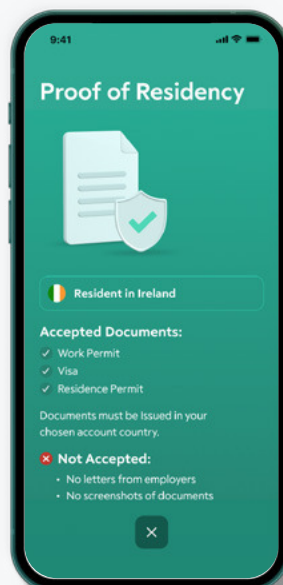 9:41
Proof of Residency
Resident in Ireland
Accepted Documents:
Work Permit
Visa
Residence Permit
Documents must be Issued in your
chosen account country.
Not Accepted:
• No letters from employers
• No screenshots of documents